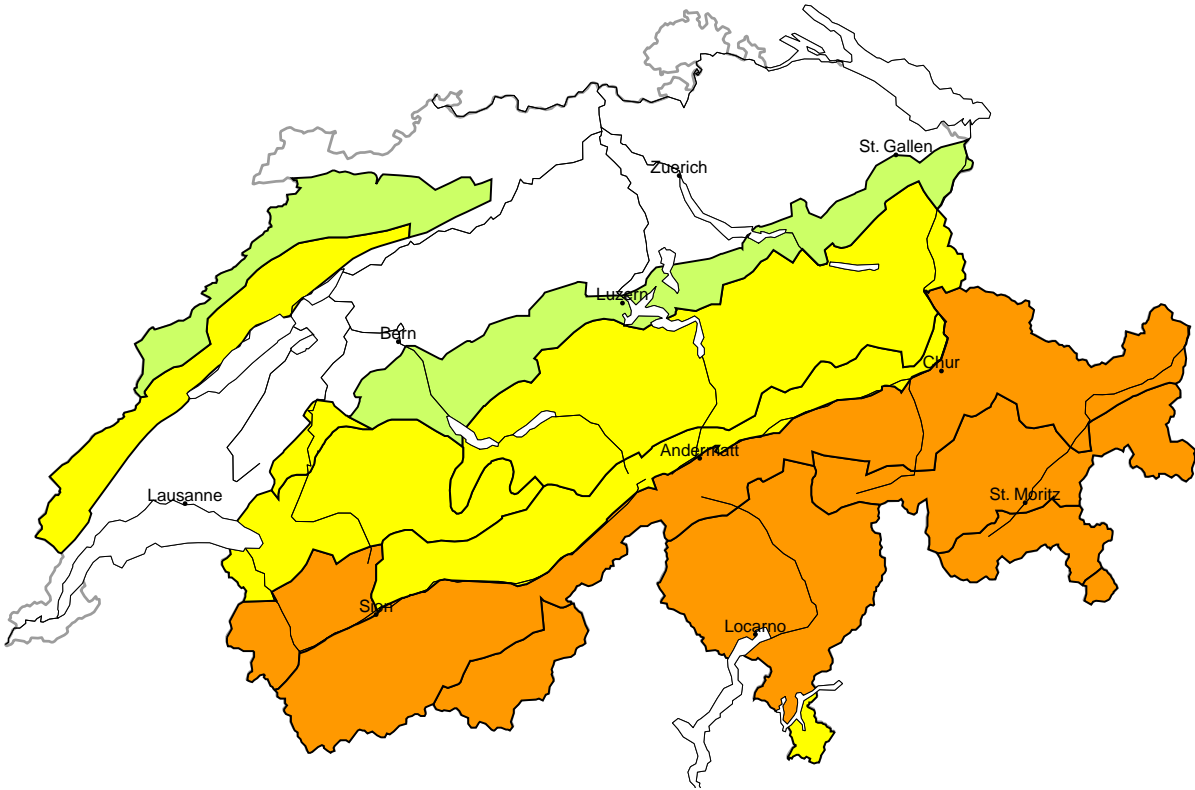 St. Gallen
Zuerich
Luzern
Bern
Chur
Andermatt
Lausanne
St. Moritz
Sion
Locarno